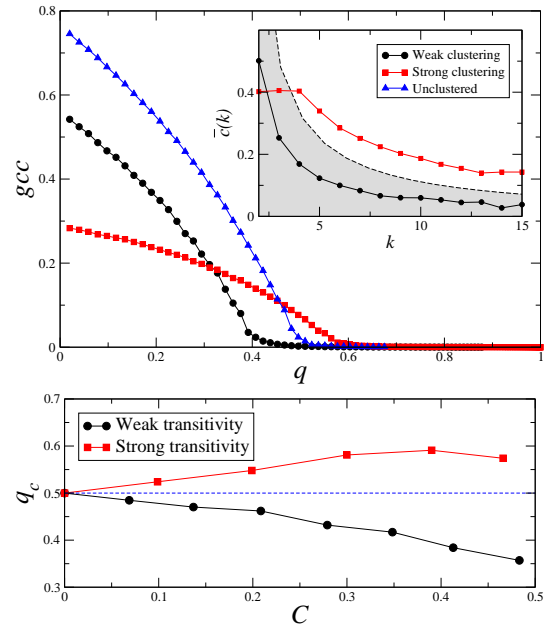 0.8
0.6
0.4
0.2
0
gcc
0 0.2 0.4 0.6 0.8 1
q
0.4
0
c̄(k)
5 10 15
k
Weak clustering
Strong clustering
Unclustered
0.7
0.6
0.5
0.4
0.3
q_c
Weak transitivity
Strong transitivity
0 0.1 0.2 0.3 0.4 0.5
C